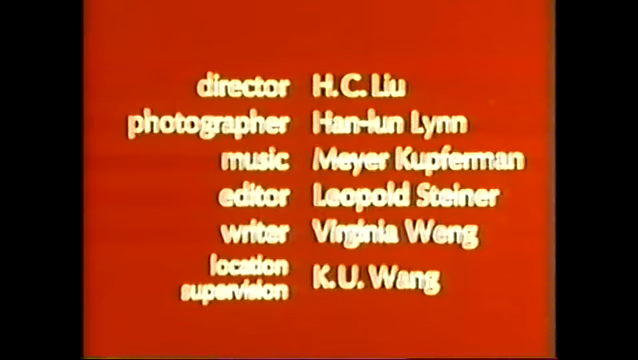 director H.C. Liu
photographer Han-lun Lynn
music Meyer Kupferman
editor Leopold Steiner
writer Virginia Weng
location
supervision K.U. Wang